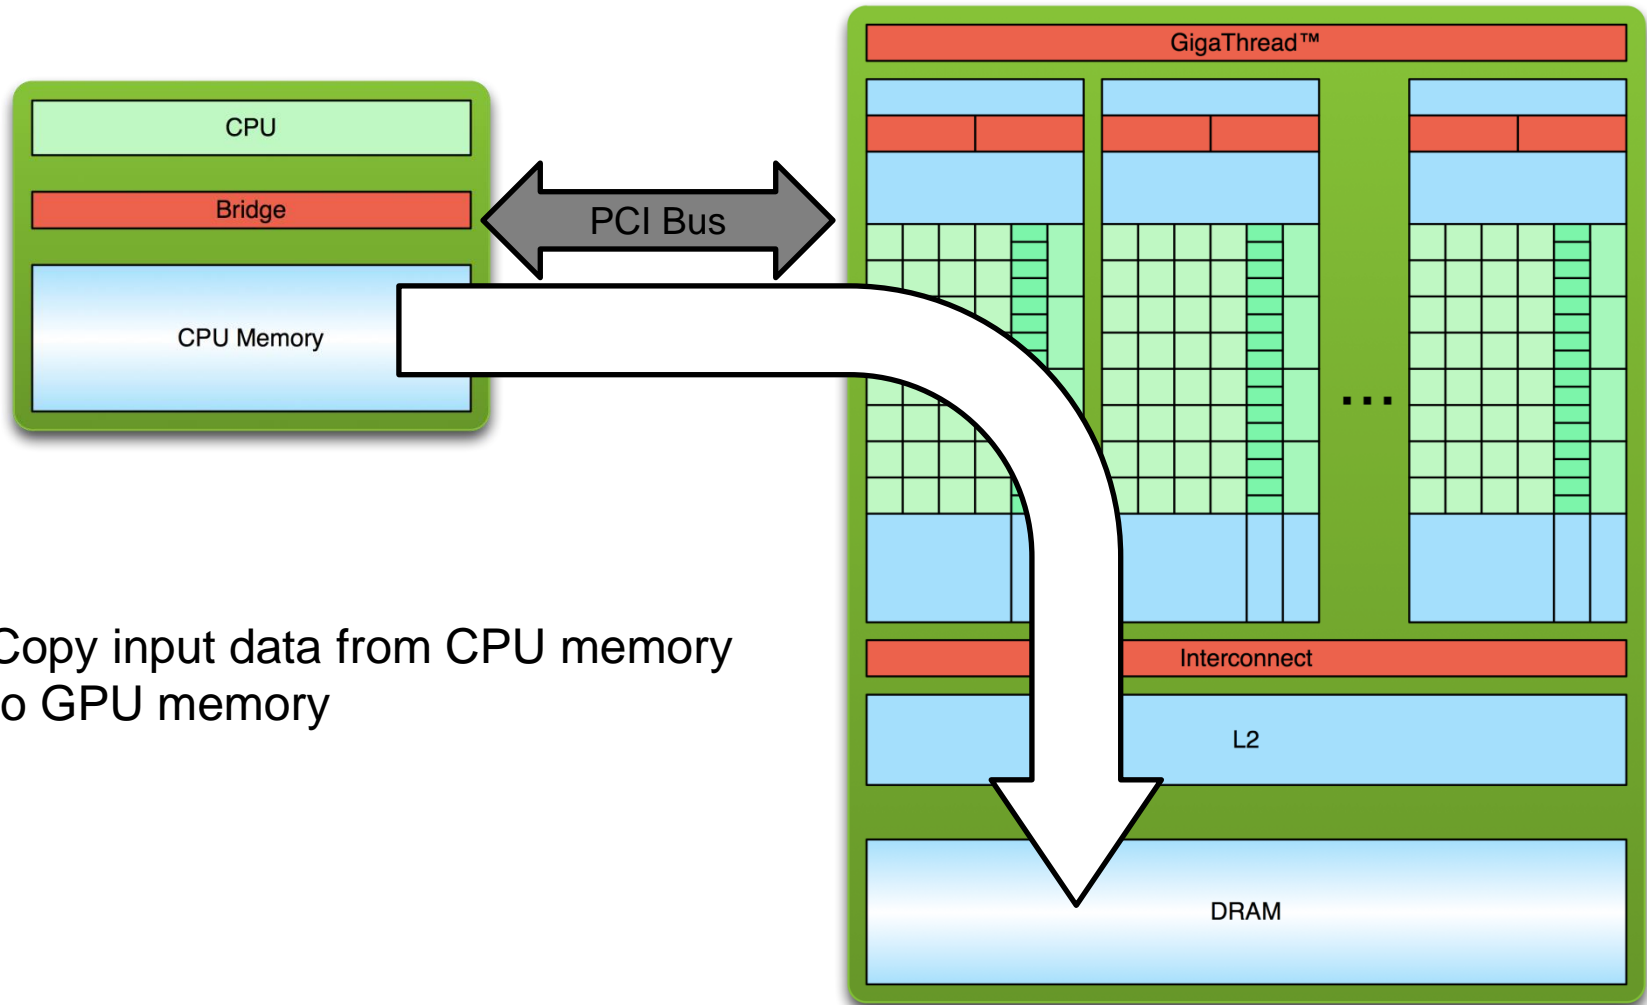 GigaThread™
CPU
Bridge
PCI Bus
CPU Memory
...
Copy input data from CPU memory
o GPU memory
Interconnect
L2
DRAM